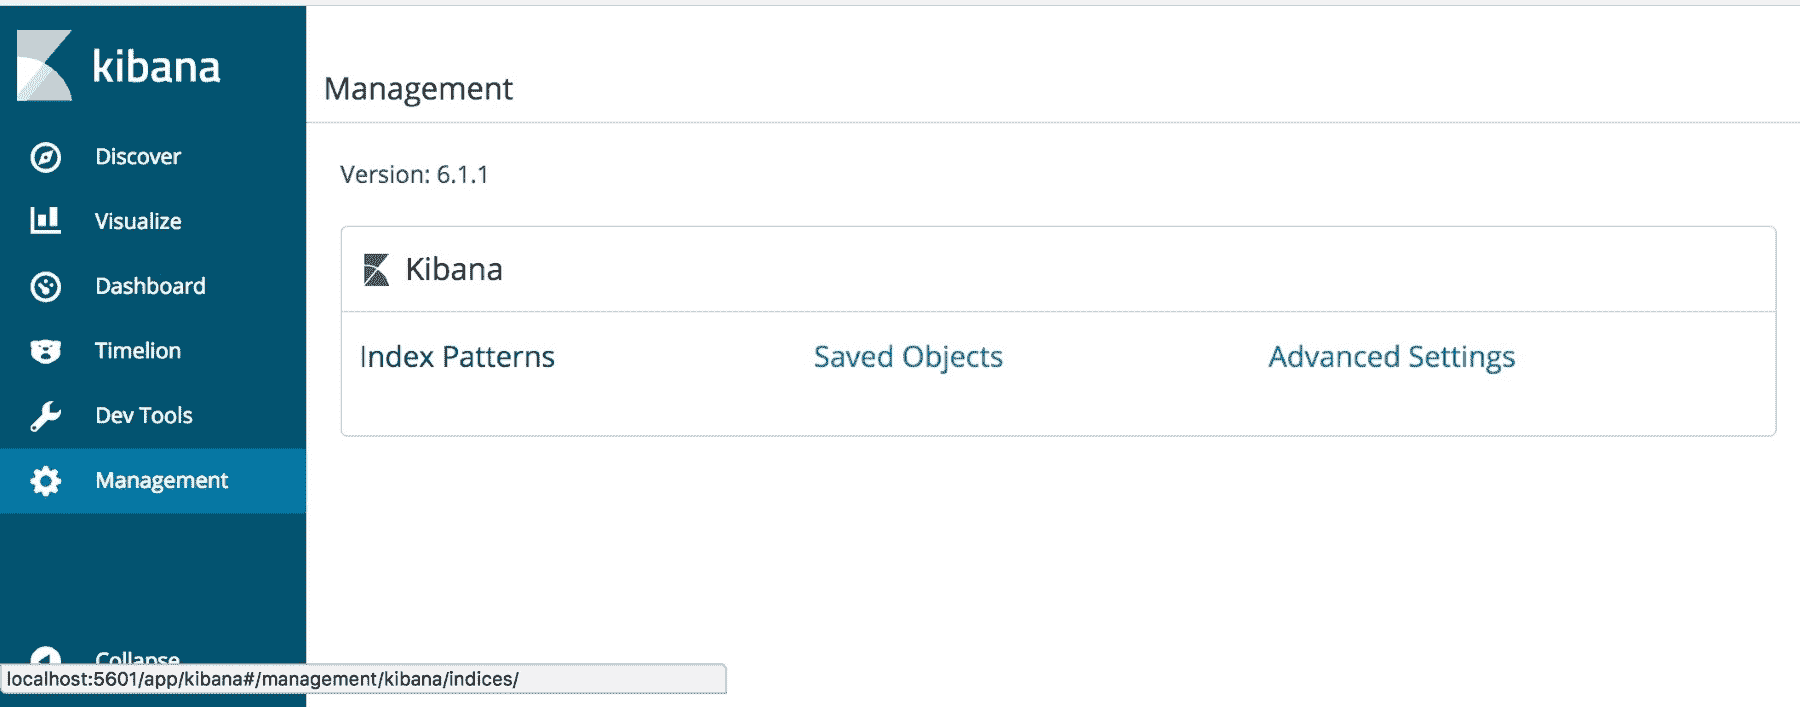 kibana
Discover
Visualize
Dashboard
Timelion
Dev Tools
Management
Collapse
Management
Version: 6.1.1
Kibana
Index Patterns
Saved Objects
Advanced Settings
localhost:5601/app/kibana#/management/kibana/indices/